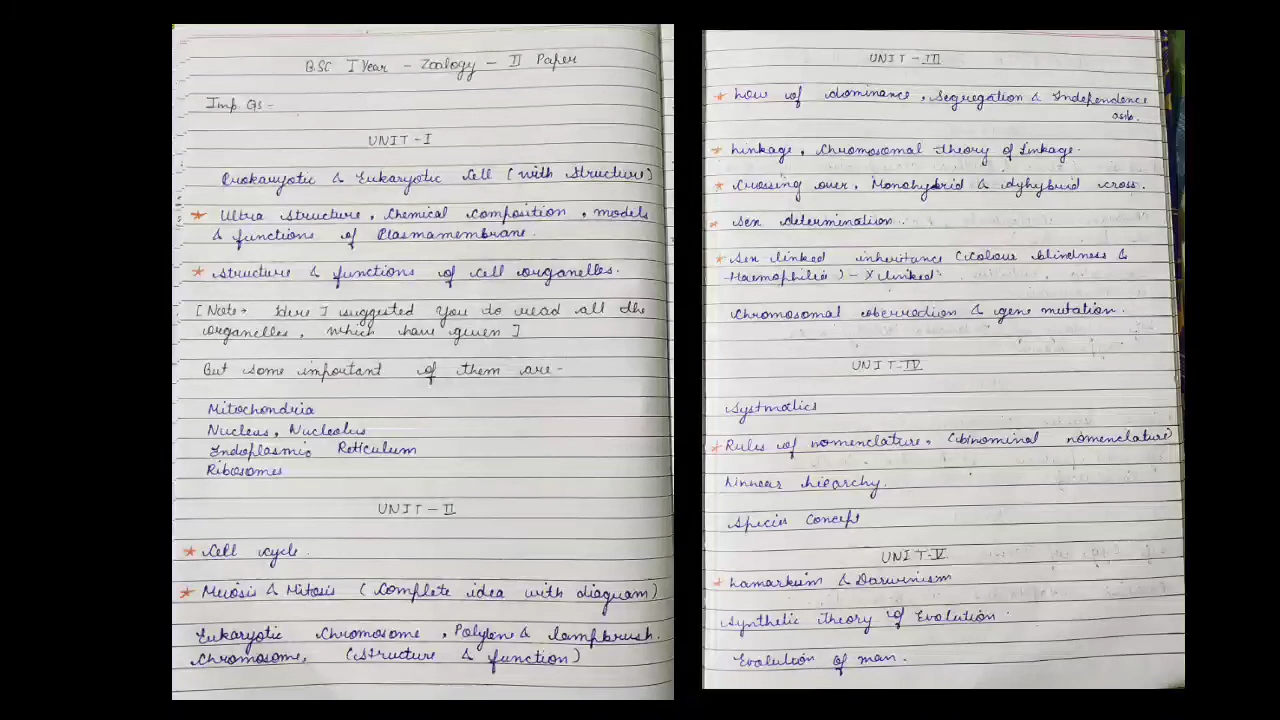 BSC I Year - Zoology - II Paper
Imp. Qs -
UNIT-I
Prokaryotic & Eukaryotic Cell (with structure)
* Ultra structure, Chemical composition, models
& functions of Plasmamembrane.
* Structure & functions of cell organelles.
[Note → Here I suggested you to read all the
organelles, which have given]
But some important of them are -
Mitochondria
Nucleus, Nucleolus
Endoplasmic Reticulum
Ribosomes
UNIT - II
* Cell cycle.
* Meiosis & Mitosis (Complete idea with diagram)
Eukaryotic Chromosome, Polytene & lampbrush.
Chromosome, (structure & function)
UNIT - III
* Law of dominance, Segregation & Independence
* Linkage, Chromosomal theory of Linkage.
* Crossing over, Monohybrid & dyhybrid cross.
* Sex determination.
* Sex linked inheritance (Colour blindness &
Haemophilia) - X linked.
Chromosomal aberration & gene mutation.
UNIT-IV
Systmatics
* Rules of nomenclature, (binominal nomenclature)
Linnear hierarchy.
Species Concept
UNIT-V
* Lamarkism & Darwinism
Synthetic theory of Evolution
Evolution of man.